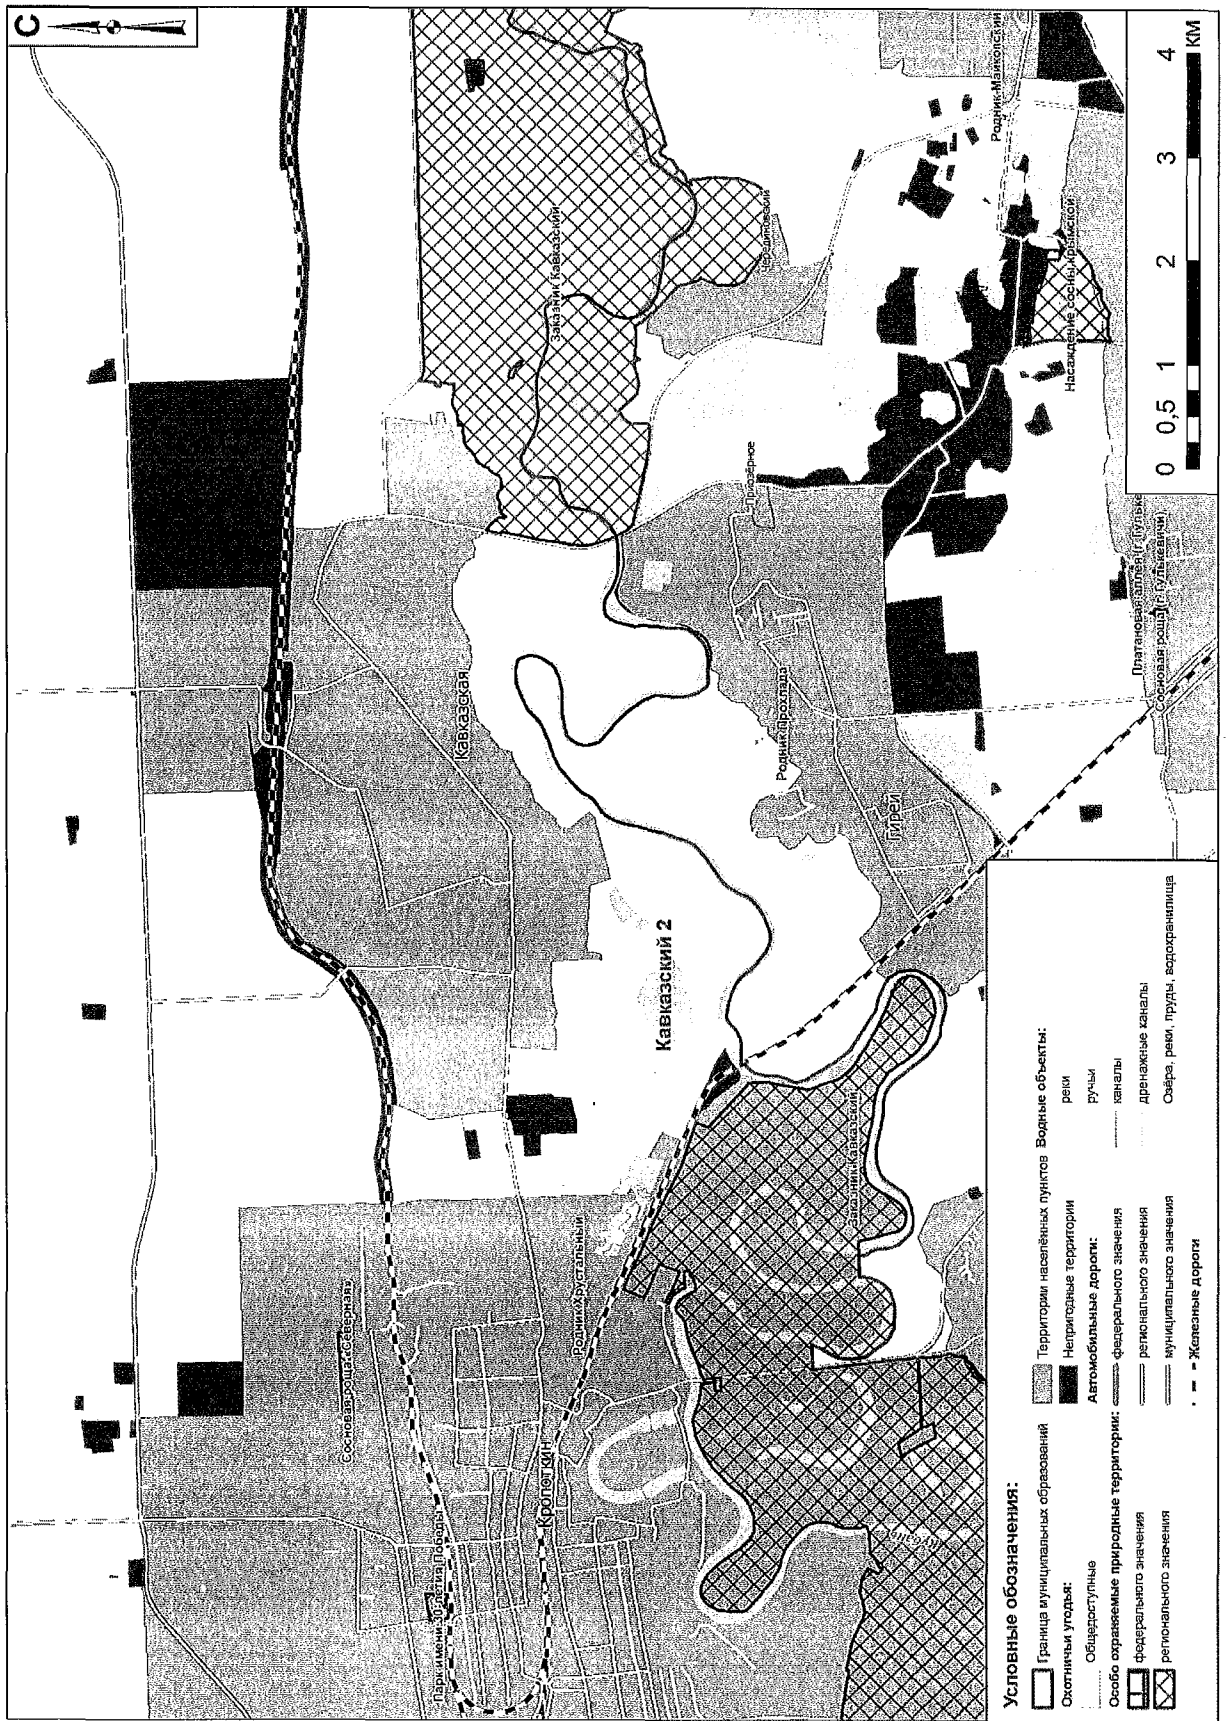 С
Парк имени 30 летия Победы
Сосновая роща "Северная"
Кропоткин
Родник Хрустальный
Кавказская
Кавказский 2
Заказник Кавказский
Заказник Кавказский
Гирей
Родник Прохлада
Приозёрное
Чередниковский
Родник Майкопский
Насаждение сосны крымской
Платановая аллея (г. Гульке
Сосновая роща (г. Гулькевичи)
Условные обозначения:
Граница муниципальных образований
Охотничьи угодья:
Общедоступные
Особо охраняемые природные территории:
федерального значения
регионального значения
Территории населённых пунктов
Непригодные территории
Автомобильные дороги:
федерального значения
регионального значения
муниципального значения
Железные дороги
Водные объекты:
реки
ручьи
каналы
дренажные каналы
Озёра, реки, пруды, водохранилища
0 0,5 1 2 3 4
КМ